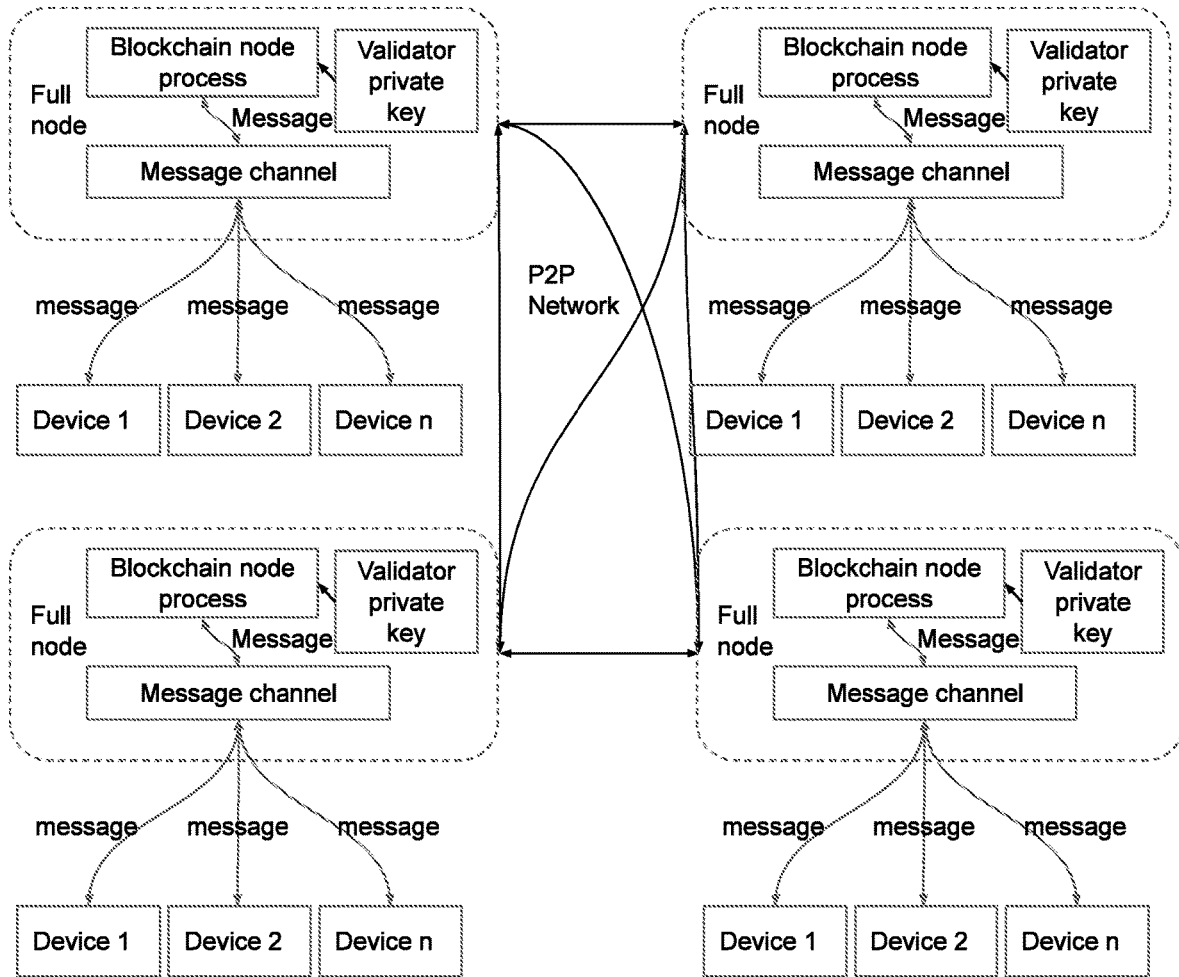 Blockchain node
process
Validator
private
key
Full
node
Message
Message channel
message
message
message
Device 1
Device 2
Device n
P2P
Network
Blockchain node
process
Validator
private
key
Full
node
Message
Message channel
message
message
message
Device 1
Device 2
Device n
Blockchain node
process
Validator
private
key
Full
node
Message
Message channel
message
message
message
Device 1
Device 2
Device n
Blockchain node
process
Validator
private
key
Full
node
Message
Message channel
message
message
message
Device 1
Device 2
Device n